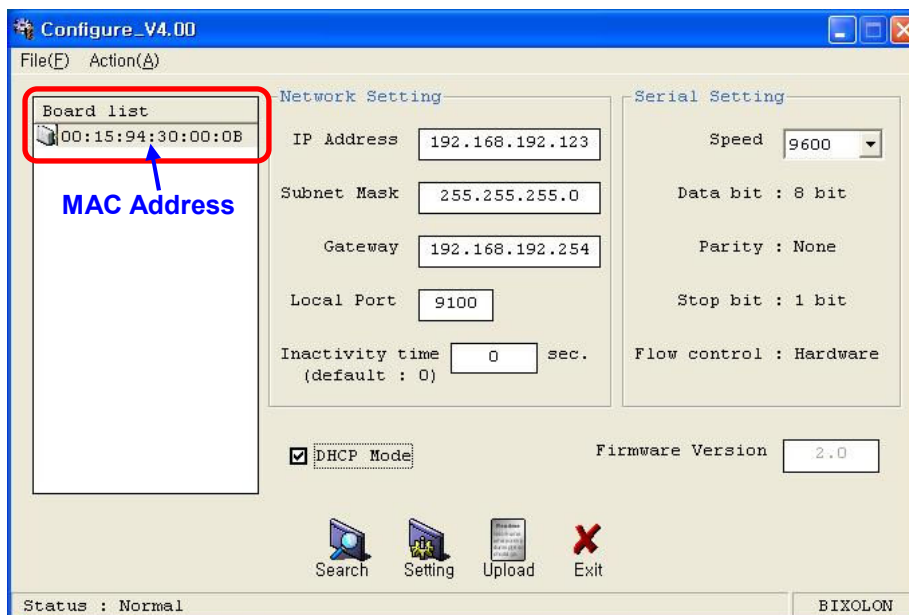 Configure_V4.00
File(F) Action(A)
Board list
00:15:94:30:00:0B
MAC Address
Network Setting
IP Address 192.168.192.123
Subnet Mask 255.255.255.0
Gateway 192.168.192.254
Local Port 9100
Inactivity time 0 sec.
(default : 0)
Serial Setting
Speed 9600
Data bit : 8 bit
Parity : None
Stop bit : 1 bit
Flow control : Hardware
DHCP Mode
Firmware Version 2.0
Search Setting Upload Exit
Status : Normal BIXOLON